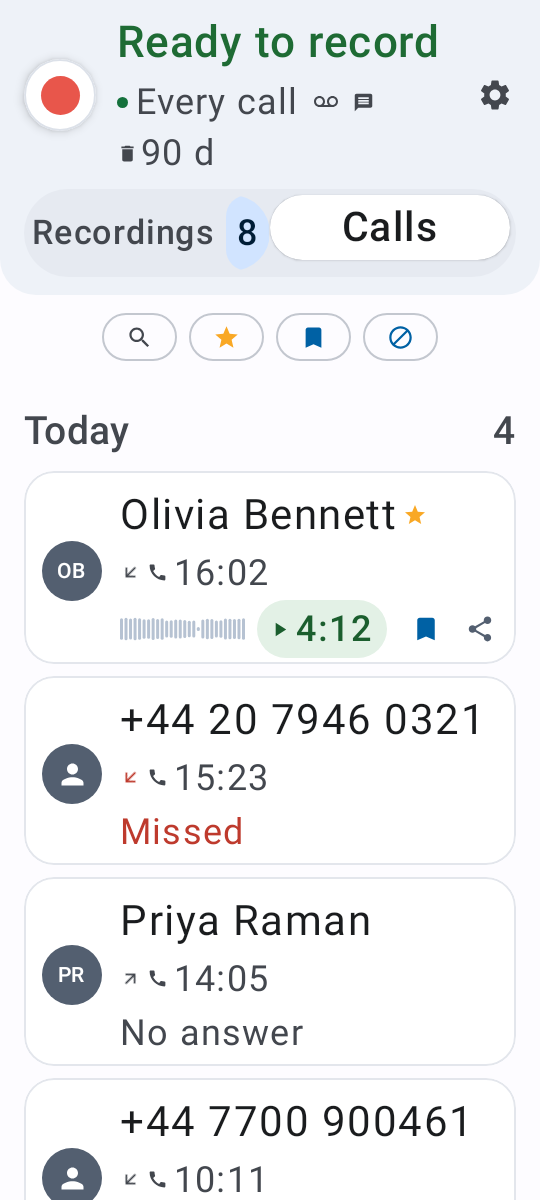 Ready to record
Every call
90 d
Recordings 8 Calls
Today 4
Olivia Bennett
OB
16:02
4:12
+44 20 7946 0321
15:23
Missed
Priya Raman
PR
14:05
No answer
+44 7700 900461
10:11